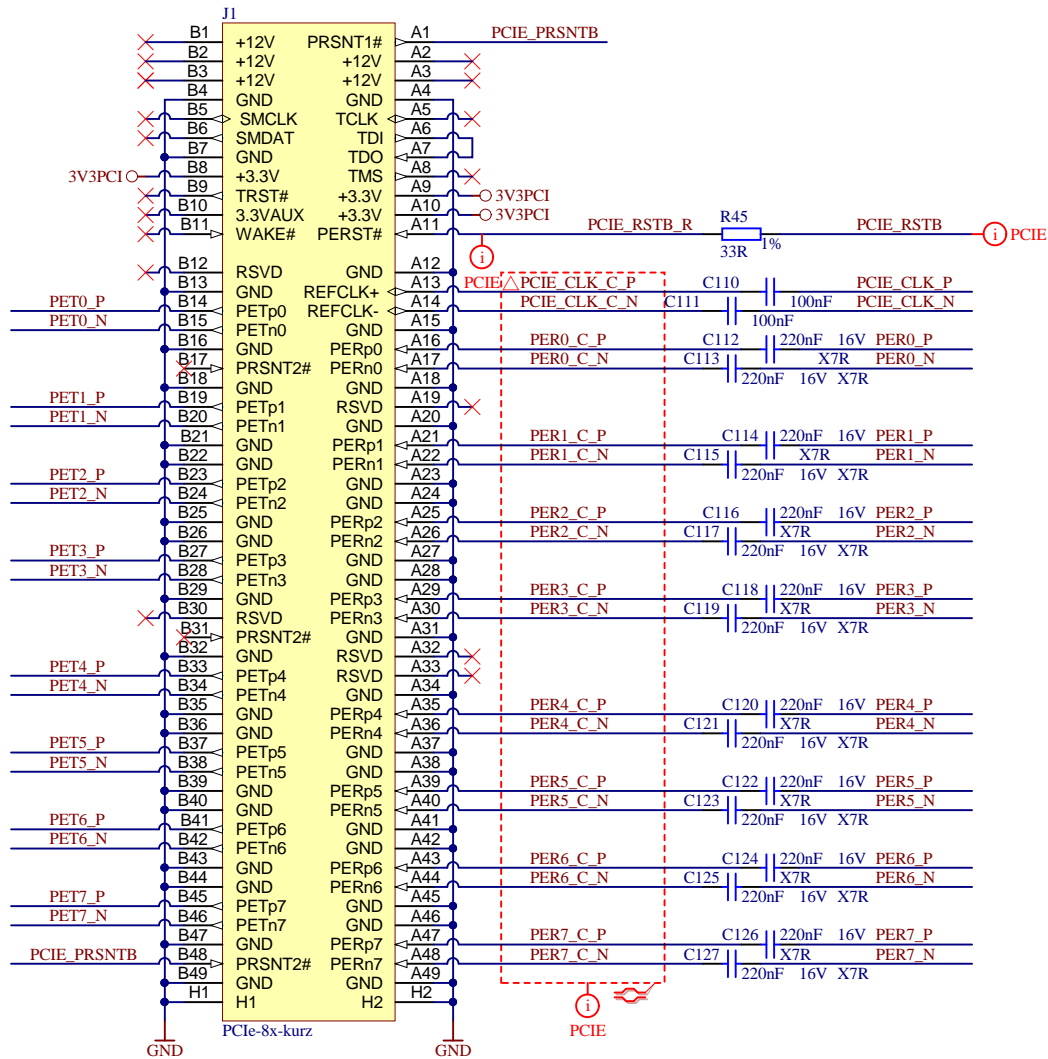 J1
B1 +12V PRSNT1# A1 PCIE_PRSNTB
B2 +12V +12V A2
B3 +12V +12V A3
B4 GND GND A4
B5 SMCLK TCLK A5
B6 SMDAT TDI A6
B7 GND TDO A7
3V3PCI B8 +3.3V TMS A8
B9 TRST# +3.3V A9 3V3PCI
B10 3.3VAUX +3.3V A10 3V3PCI
B11 WAKE# PERST# A11 PCIE_RSTB_R R45 33R 1% PCIE_RSTB i PCIE
i PCIE
B12 RSVD GND A12
B13 GND REFCLK+ A13 PCIE_CLK_C_P C110 100nF PCIE_CLK_P
PET0_P B14 PETp0 REFCLK- A14 PCIE_CLK_C_N C111 100nF PCIE_CLK_N
PET0_N B15 PETn0 GND A15
B16 GND PERp0 A16 PER0_C_P C112 220nF 16V X7R PER0_P
B17 PRSNT2# PERn0 A17 PER0_C_N C113 220nF 16V X7R PER0_N
B18 GND GND A18
PET1_P B19 PETp1 RSVD A19
PET1_N B20 PETn1 GND A20
B21 GND PERp1 A21 PER1_C_P C114 220nF 16V X7R PER1_P
B22 GND PERn1 A22 PER1_C_N C115 220nF 16V X7R PER1_N
PET2_P B23 PETp2 GND A23
PET2_N B24 PETn2 GND A24
B25 GND PERp2 A25 PER2_C_P C116 220nF 16V X7R PER2_P
B26 GND PERn2 A26 PER2_C_N C117 220nF 16V X7R PER2_N
PET3_P B27 PETp3 GND A27
PET3_N B28 PETn3 GND A28
B29 GND PERp3 A29 PER3_C_P C118 220nF 16V X7R PER3_P
B30 RSVD PERn3 A30 PER3_C_N C119 220nF 16V X7R PER3_N
B31 PRSNT2# GND A31
B32 GND RSVD A32
PET4_P B33 PETp4 RSVD A33
PET4_N B34 PETn4 GND A34
B35 GND PERp4 A35 PER4_C_P C120 220nF 16V X7R PER4_P
B36 GND PERn4 A36 PER4_C_N C121 220nF 16V X7R PER4_N
PET5_P B37 PETp5 GND A37
PET5_N B38 PETn5 GND A38
B39 GND PERp5 A39 PER5_C_P C122 220nF 16V X7R PER5_P
B40 GND PERn5 A40 PER5_C_N C123 220nF 16V X7R PER5_N
PET6_P B41 PETp6 GND A41
PET6_N B42 PETn6 GND A42
B43 GND PERp6 A43 PER6_C_P C124 220nF 16V X7R PER6_P
B44 GND PERn6 A44 PER6_C_N C125 220nF 16V X7R PER6_N
PET7_P B45 PETp7 GND A45
PET7_N B46 PETn7 GND A46
B47 GND PERp7 A47 PER7_C_P C126 220nF 16V X7R PER7_P
PCIE_PRSNTB B48 PRSNT2# PERn7 A48 PER7_C_N C127 220nF 16V X7R PER7_N
B49 GND GND A49
H1 H1 H2 H2
i PCIE
PCIe-8x-kurz
GND GND